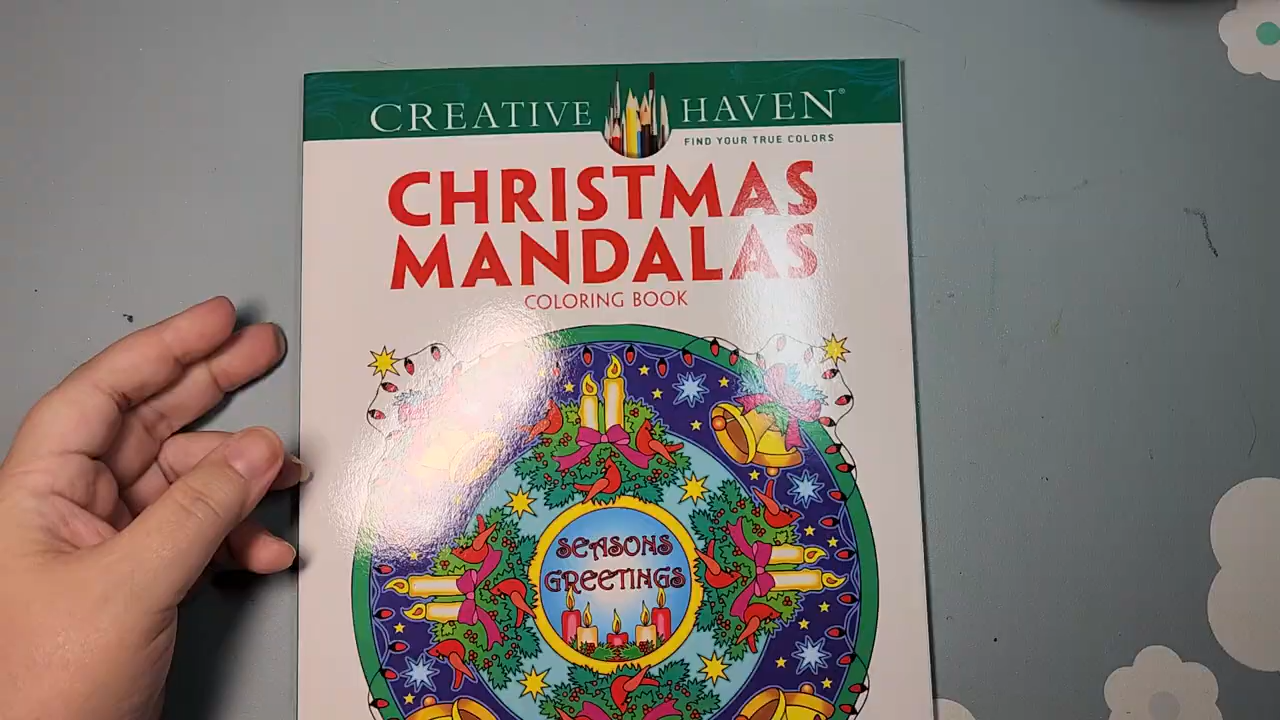 CREATIVE HAVEN®
FIND YOUR TRUE COLORS
CHRISTMAS
MANDALAS
COLORING BOOK
SEASONS
GREETINGS